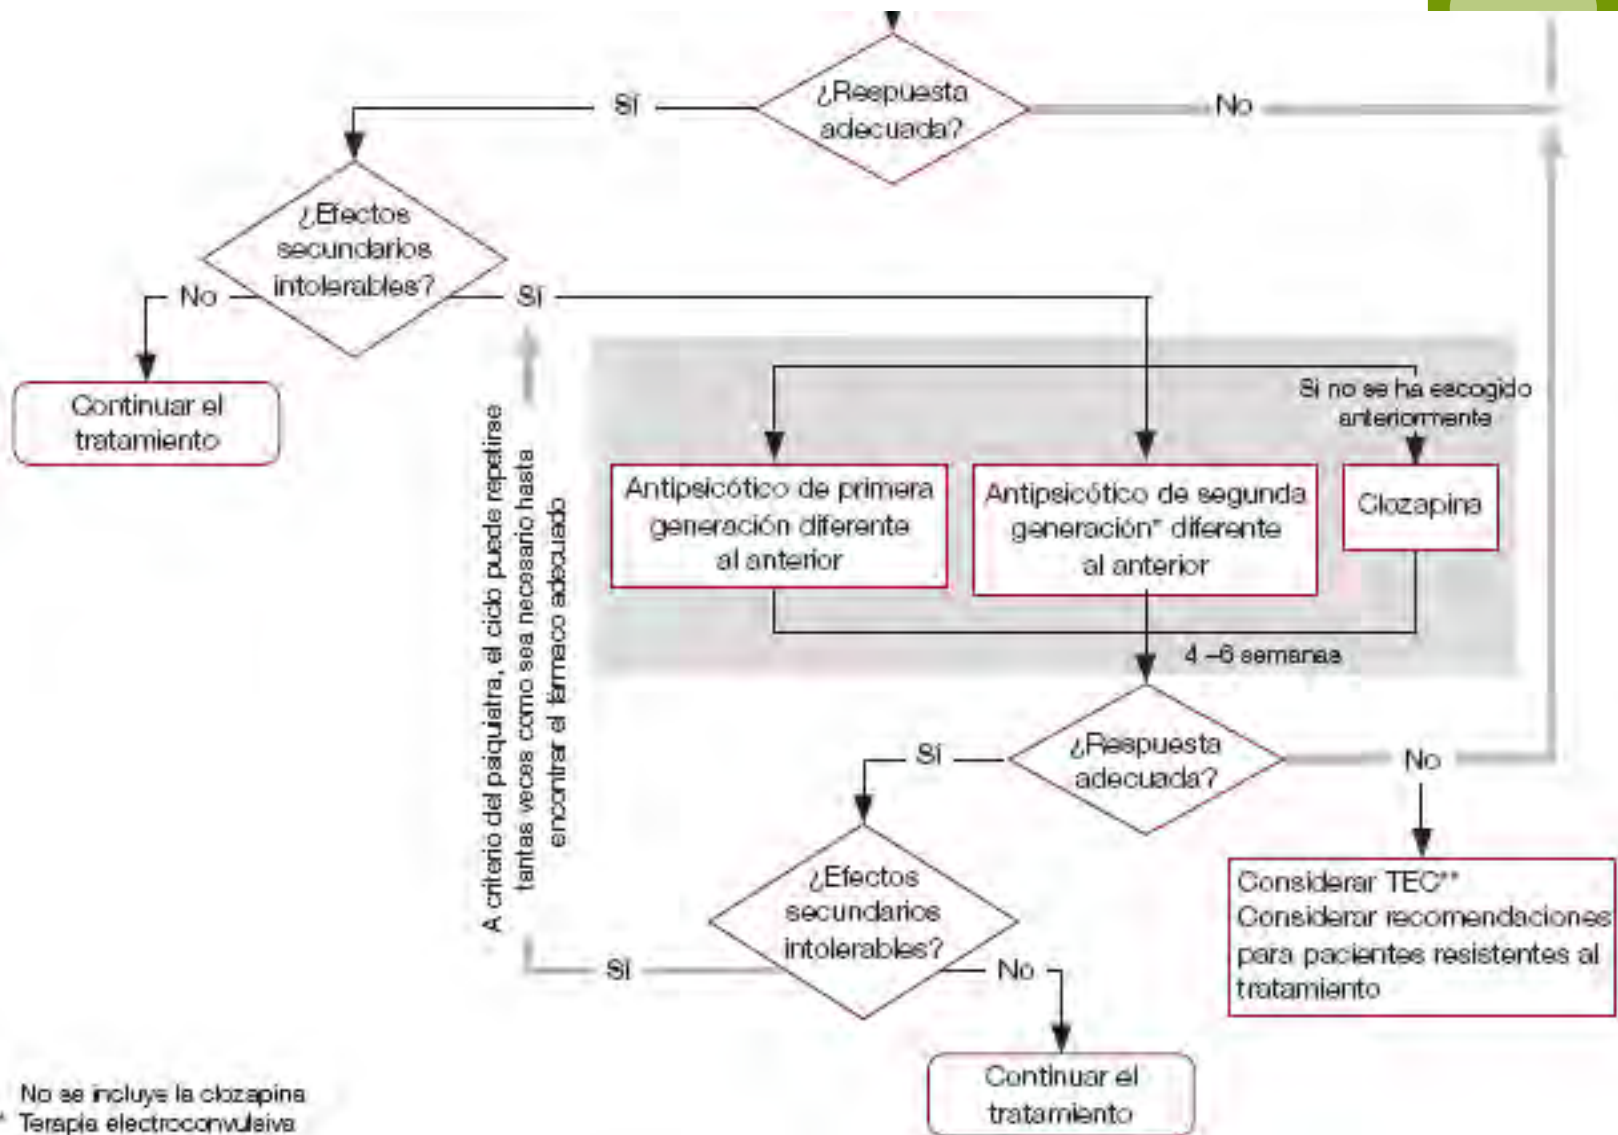 ¿Respuesta
adecuada?
Sí
No
¿Efectos
secundarios
intolerables?
No
Sí
Continuar el
tratamiento
A criterio del psiquiatra, el ciclo puede repetirse
tantas veces como sea necesario hasta
encontrar el fármaco adecuado
Si no se ha escogido
anteriormente
Antipsicótico de primera
generación diferente
al anterior
Antipsicótico de segunda
generación* diferente
al anterior
Clozapina
4 –6 semanas
¿Respuesta
adecuada?
Sí
No
¿Efectos
secundarios
intolerables?
Sí
No
Considerar TEC**
Considerar recomendaciones
para pacientes resistentes al
tratamiento
Continuar el
tratamiento
No se incluye la clozapina
* Terapia electroconvulsiva